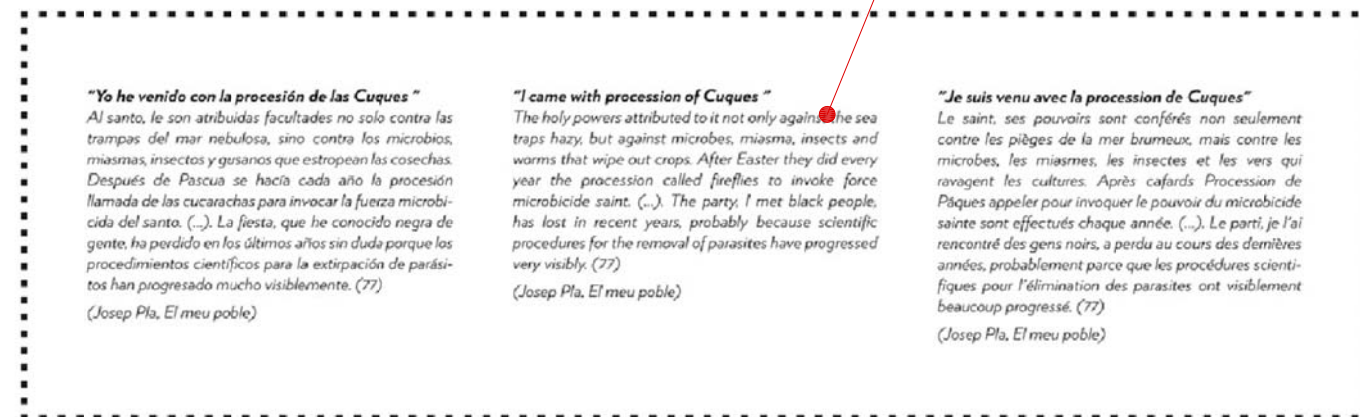 "Yo he venido con la procesión de las Cuques "
Al santo, le son atribuidas facultades no solo contra las
trampas del mar nebulosa, sino contra los microbios,
miasmas, insectos y gusanos que estropean las cosechas.
Después de Pascua se hacía cada año la procesión
llamada de las cucarachas para invocar la fuerza microbi-
cida del santo. (...). La fiesta, que he conocido negra de
gente, ha perdido en los últimos años sin duda porque los
procedimientos científicos para la extirpación de parási-
tos han progresado mucho visiblemente. (77)
(Josep Pla, El meu poble)
"I came with procession of Cuques "
The holy powers attributed to it not only against the sea
traps hazy, but against microbes, miasma, insects and
worms that wipe out crops. After Easter they did every
year the procession called fireflies to invoke force
microbicide saint. (...). The party, I met black people,
has lost in recent years, probably because scientific
procedures for the removal of parasites have progressed
very visibly. (77)
(Josep Pla, El meu poble)
"Je suis venu avec la procession de Cuques"
Le saint, ses pouvoirs sont conférés non seulement
contre les pièges de la mer brumeux, mais contre les
microbes, les miasmes, les insectes et les vers qui
ravagent les cultures. Après cafards Procession de
Pâques appeler pour invoquer le pouvoir du microbicide
sainte sont effectués chaque année. (...). Le parti, je l'ai
rencontré des gens noirs, a perdu au cours des dernières
années, probablement parce que les procédures scienti-
fiques pour l'élimination des parasites ont visiblement
beaucoup progressé. (77)
(Josep Pla, El meu poble)